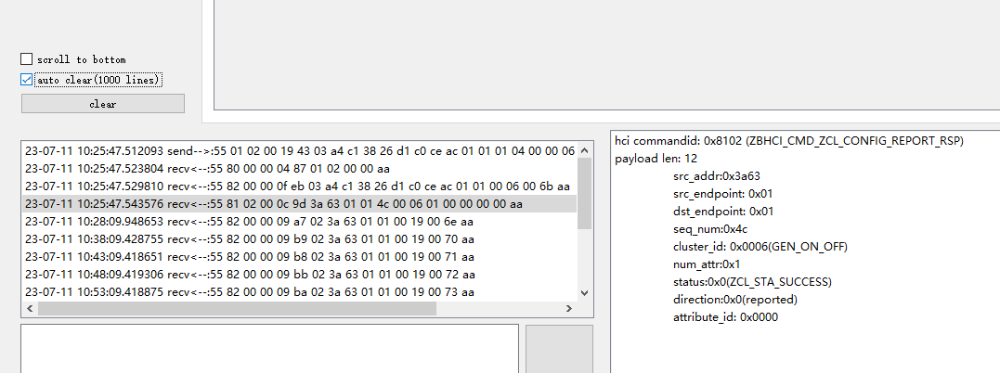 scroll to bottom
auto clear(1000 lines)
clear
23-07-11 10:25:47.512093 send-->:55 01 02 00 19 43 03 a4 c1 38 26 d1 c0 ce ac 01 01 01 04 00 00 06
23-07-11 10:25:47.523804 recv<--:55 80 00 00 04 87 01 02 00 00 aa
23-07-11 10:25:47.529810 recv<--:55 82 00 00 0f eb 03 a4 c1 38 26 d1 c0 ce ac 01 01 00 06 00 6b aa
23-07-11 10:25:47.543576 recv<--:55 81 02 00 0c 9d 3a 63 01 01 4c 00 06 01 00 00 00 00 aa
23-07-11 10:28:09.948653 recv<--:55 82 00 00 09 a7 02 3a 63 01 01 00 19 00 6e aa
23-07-11 10:38:09.428755 recv<--:55 82 00 00 09 b9 02 3a 63 01 01 00 19 00 70 aa
23-07-11 10:43:09.418651 recv<--:55 82 00 00 09 b8 02 3a 63 01 01 00 19 00 71 aa
23-07-11 10:48:09.419306 recv<--:55 82 00 00 09 bb 02 3a 63 01 01 00 19 00 72 aa
23-07-11 10:53:09.418875 recv<--:55 82 00 00 09 ba 02 3a 63 01 01 00 19 00 73 aa
hci commandid: 0x8102 (ZBHCI_CMD_ZCL_CONFIG_REPORT_RSP)
payload len: 12
src_addr:0x3a63
src_endpoint: 0x01
dst_endpoint: 0x01
seq_num:0x4c
cluster_id: 0x0006(GEN_ON_OFF)
num_attr:0x1
status:0x0(ZCL_STA_SUCCESS)
direction:0x0(reported)
attribute_id: 0x0000